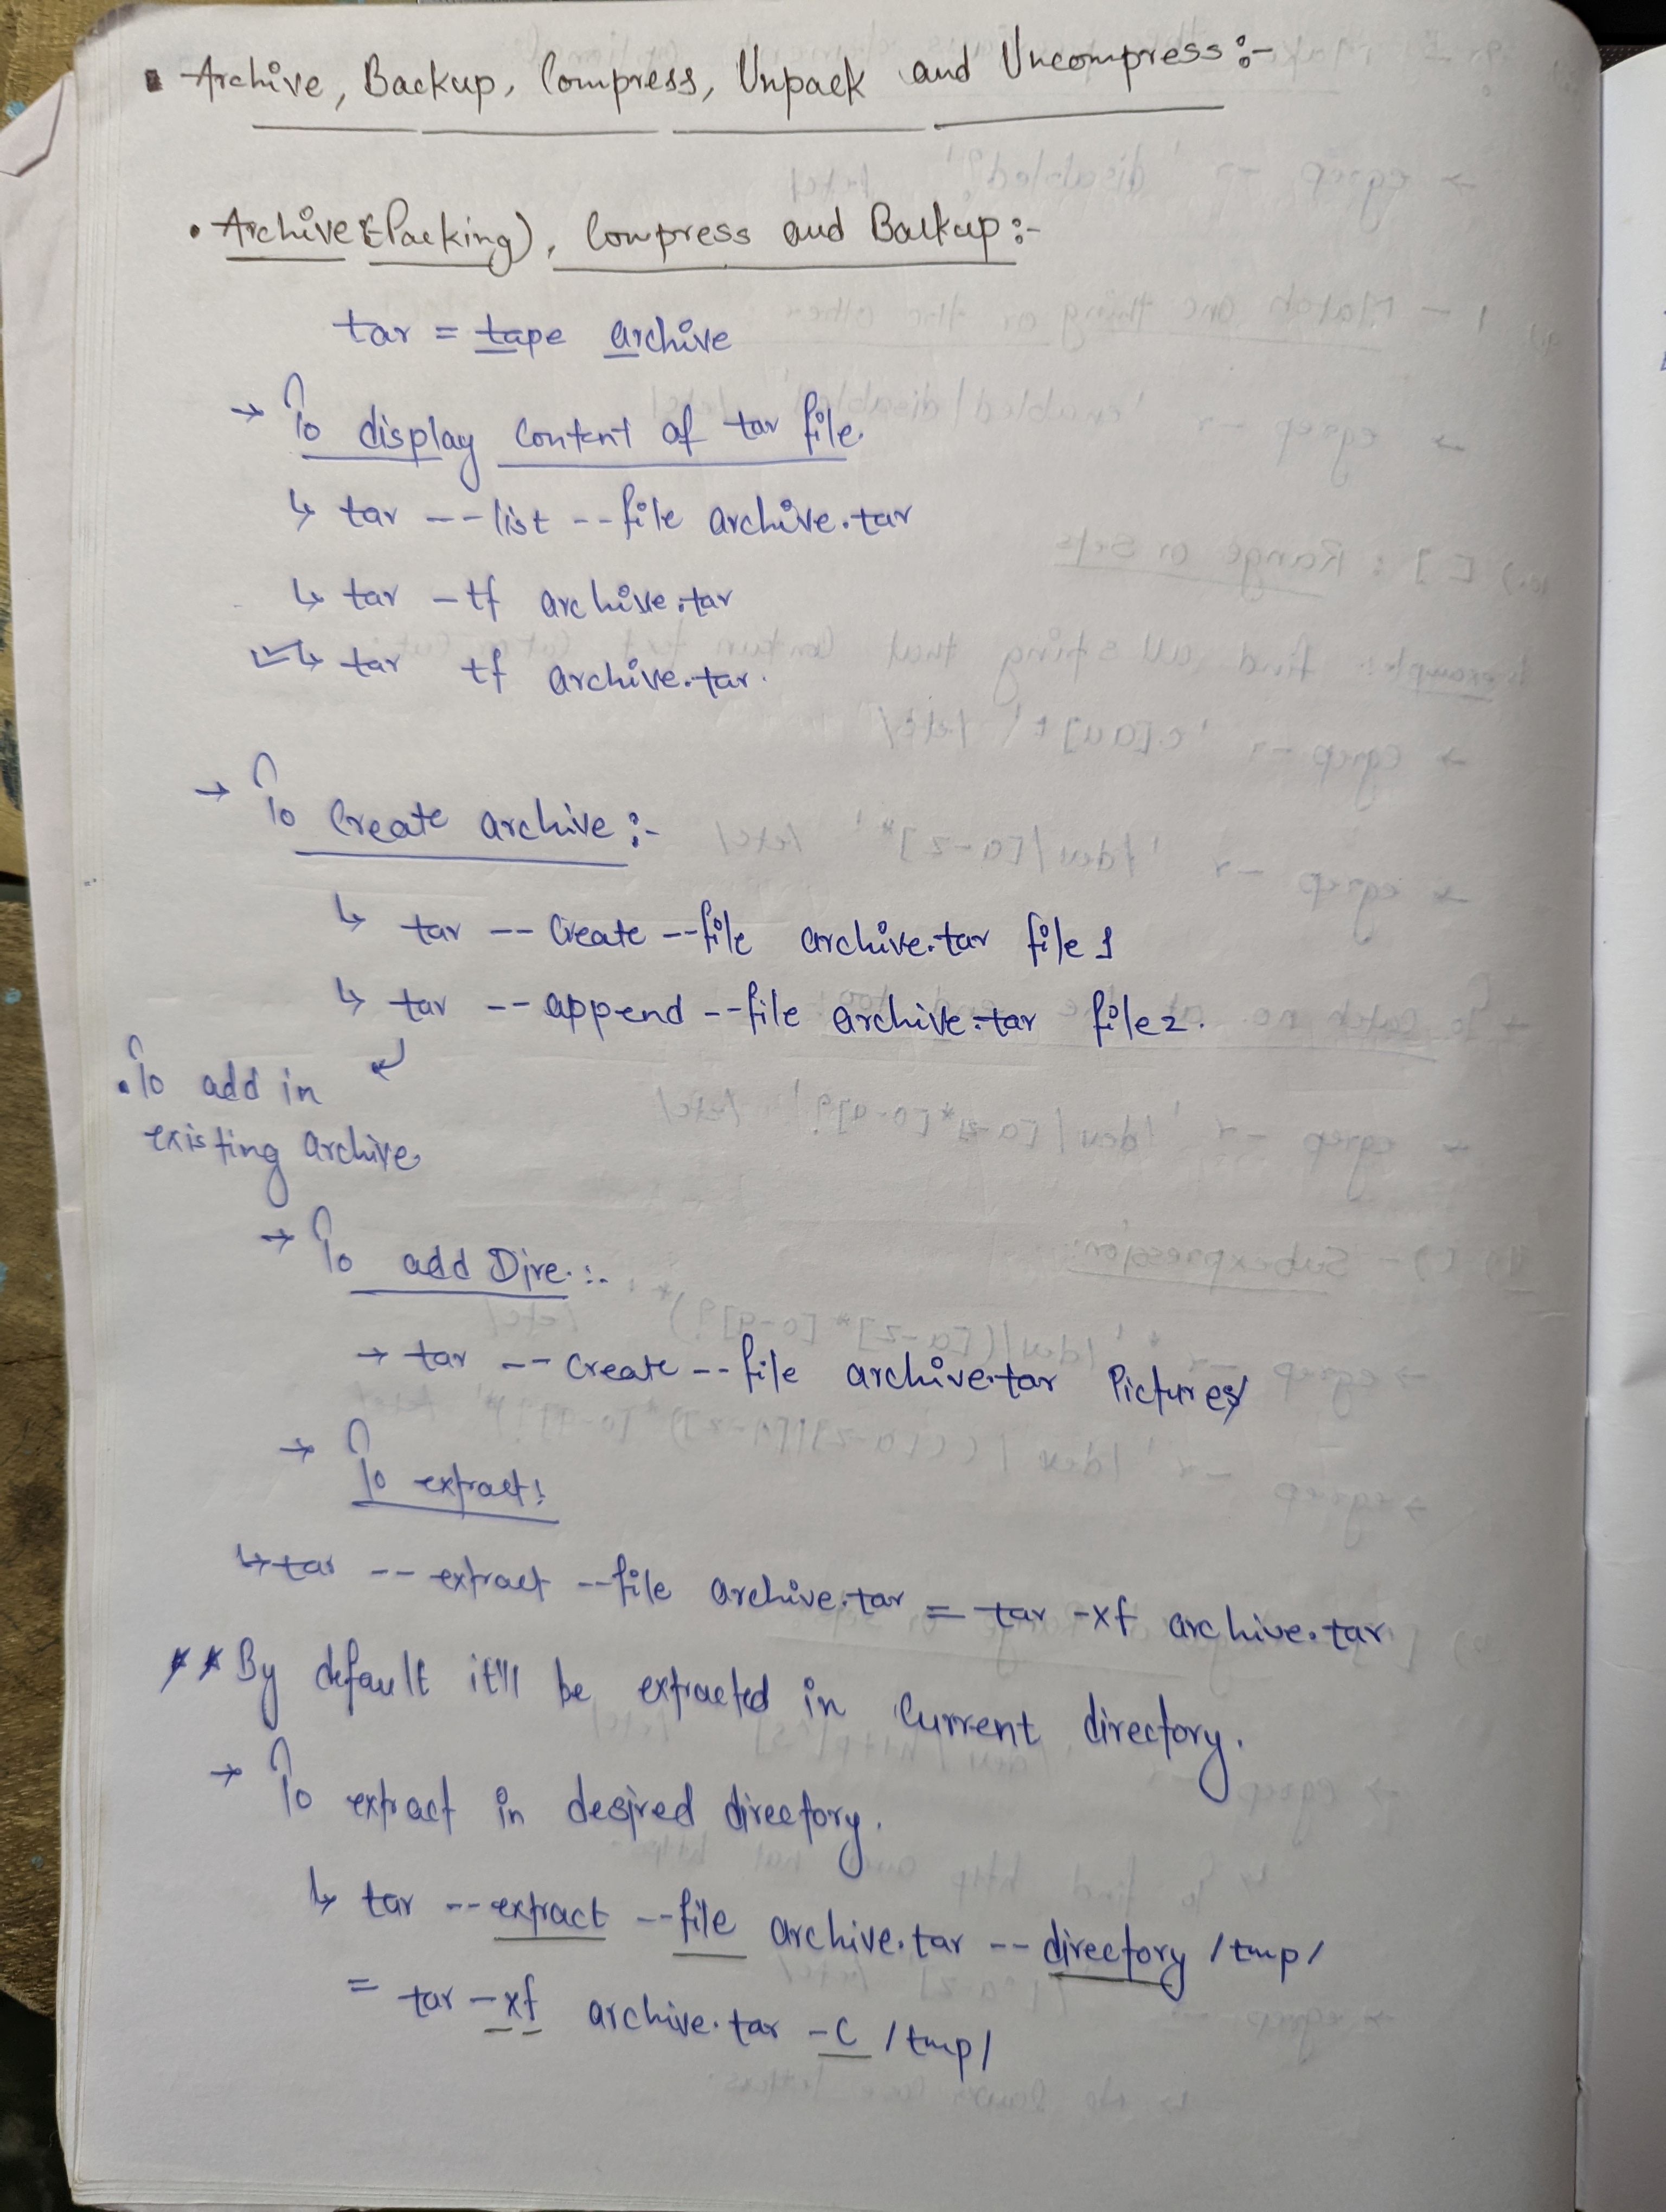 ▪ Archive, Backup, Compress, Unpack and Uncompress:-
• Archive (Packing), Compress and Backup:-
tar = tape archive
→ To display content of tar file.
↳ tar --list --file archive.tar
↳ tar -tf archive.tar
↳ tar tf archive.tar.
→ To Create archive:-
↳ tar --create --file archive.tar file1
↳ tar --append --file archive.tar file2.
• To add in
existing archive
→ To add Dire.:-
→ tar --create --file archive.tar Pictures/
→ To extract:
↳ tar --extract --file archive.tar = tar -xf archive.tar
** By default it'll be extracted in current directory.
→ To extract in desired directory.
↳ tar --extract --file archive.tar --directory /tmp/
= tar -xf archive.tar -C /tmp/